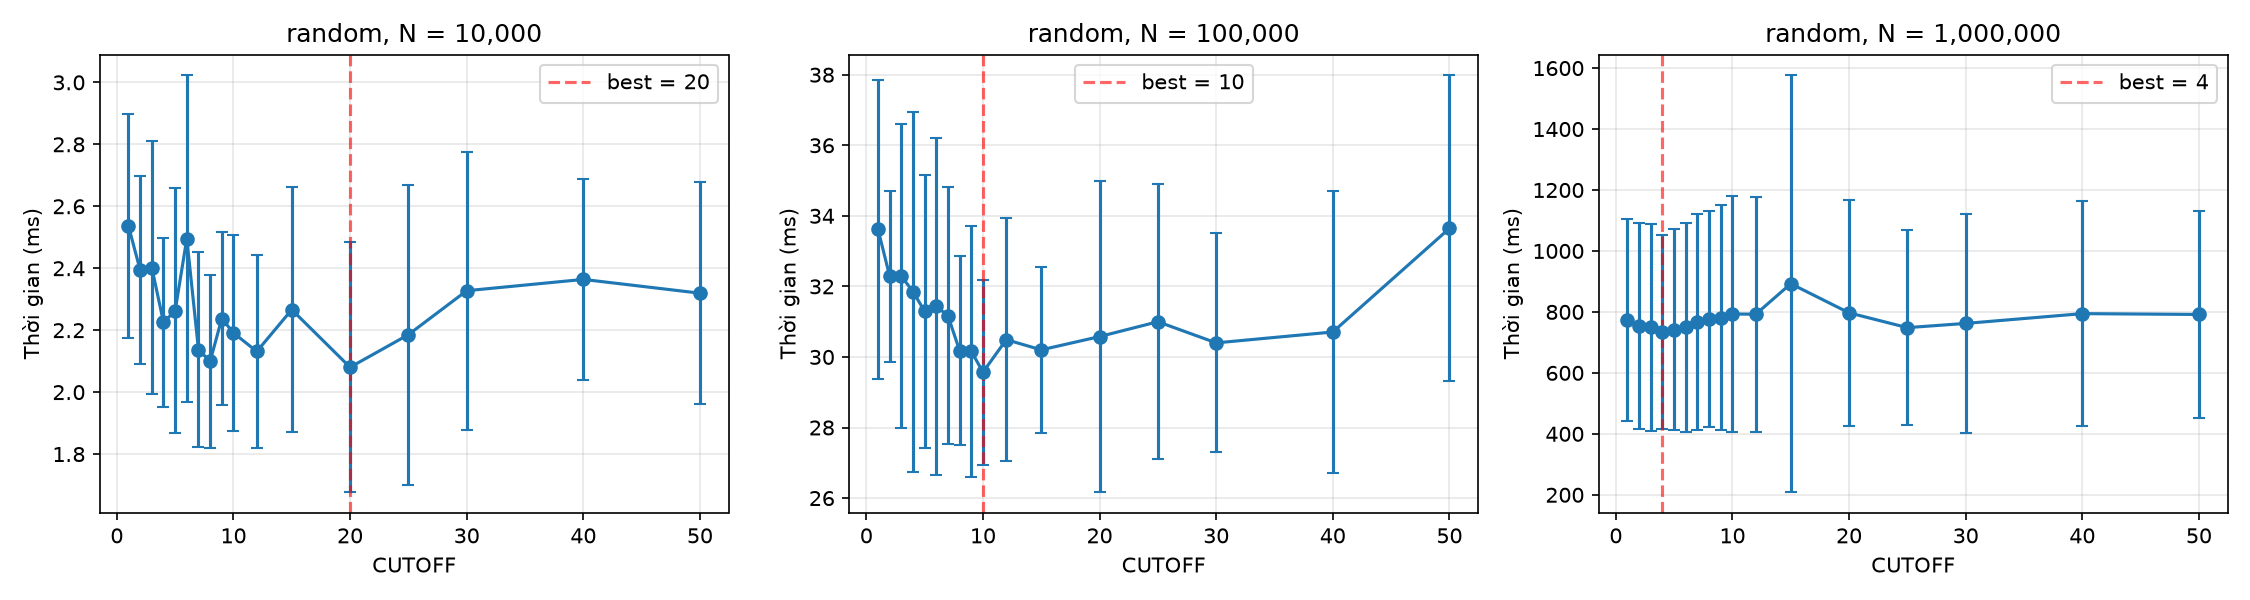 random, N = 10,000
best = 20
Thời gian (ms)
3.0
2.8
2.6
2.4
2.2
2.0
1.8
0 10 20 30 40 50
CUTOFF
random, N = 100,000
best = 10
Thời gian (ms)
38
36
34
32
30
28
26
0 10 20 30 40 50
CUTOFF
random, N = 1,000,000
best = 4
Thời gian (ms)
1600
1400
1200
1000
800
600
400
200
0 10 20 30 40 50
CUTOFF